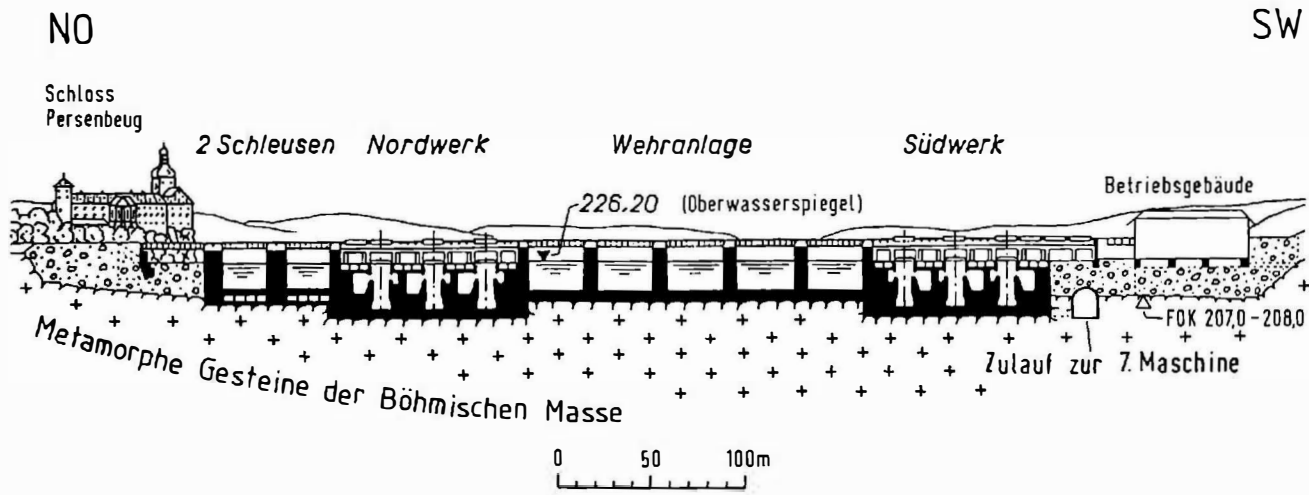 NO
SW
Schloss
Persenbeug
2 Schleusen
Nordwerk
Wehranlage
Südwerk
Betriebsgebäude
226.20 (Oberwasserspiegel)
FOK 207,0-208,0
Zulauf zur 7. Maschine
Metamorphe Gesteine der Böhmischen Masse
0 50 100m